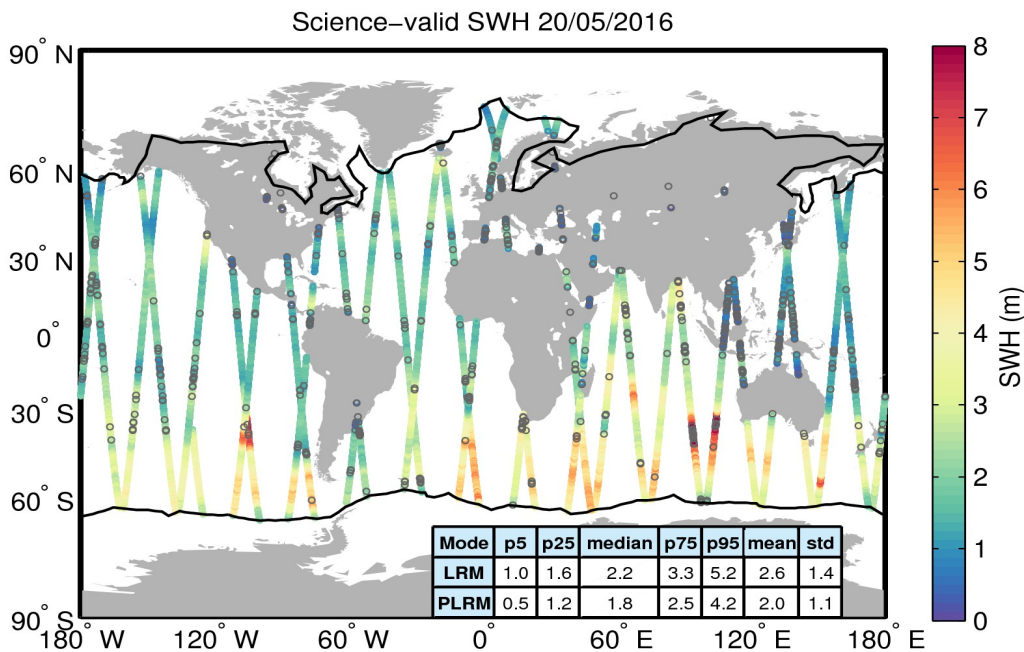 Science−valid SWH 20/05/2016
90° N
60° N
30° N
0°
30° S
60° S
90° S
180° W
120° W
60° W
0°
60° E
120° E
180° E
8
7
6
5
4
3
2
1
0
SWH (m)
Mode p5 p25 median p75 p95 mean std
LRM 1.0 1.6 2.2 3.3 5.2 2.6 1.4
PLRM 0.5 1.2 1.8 2.5 4.2 2.0 1.1